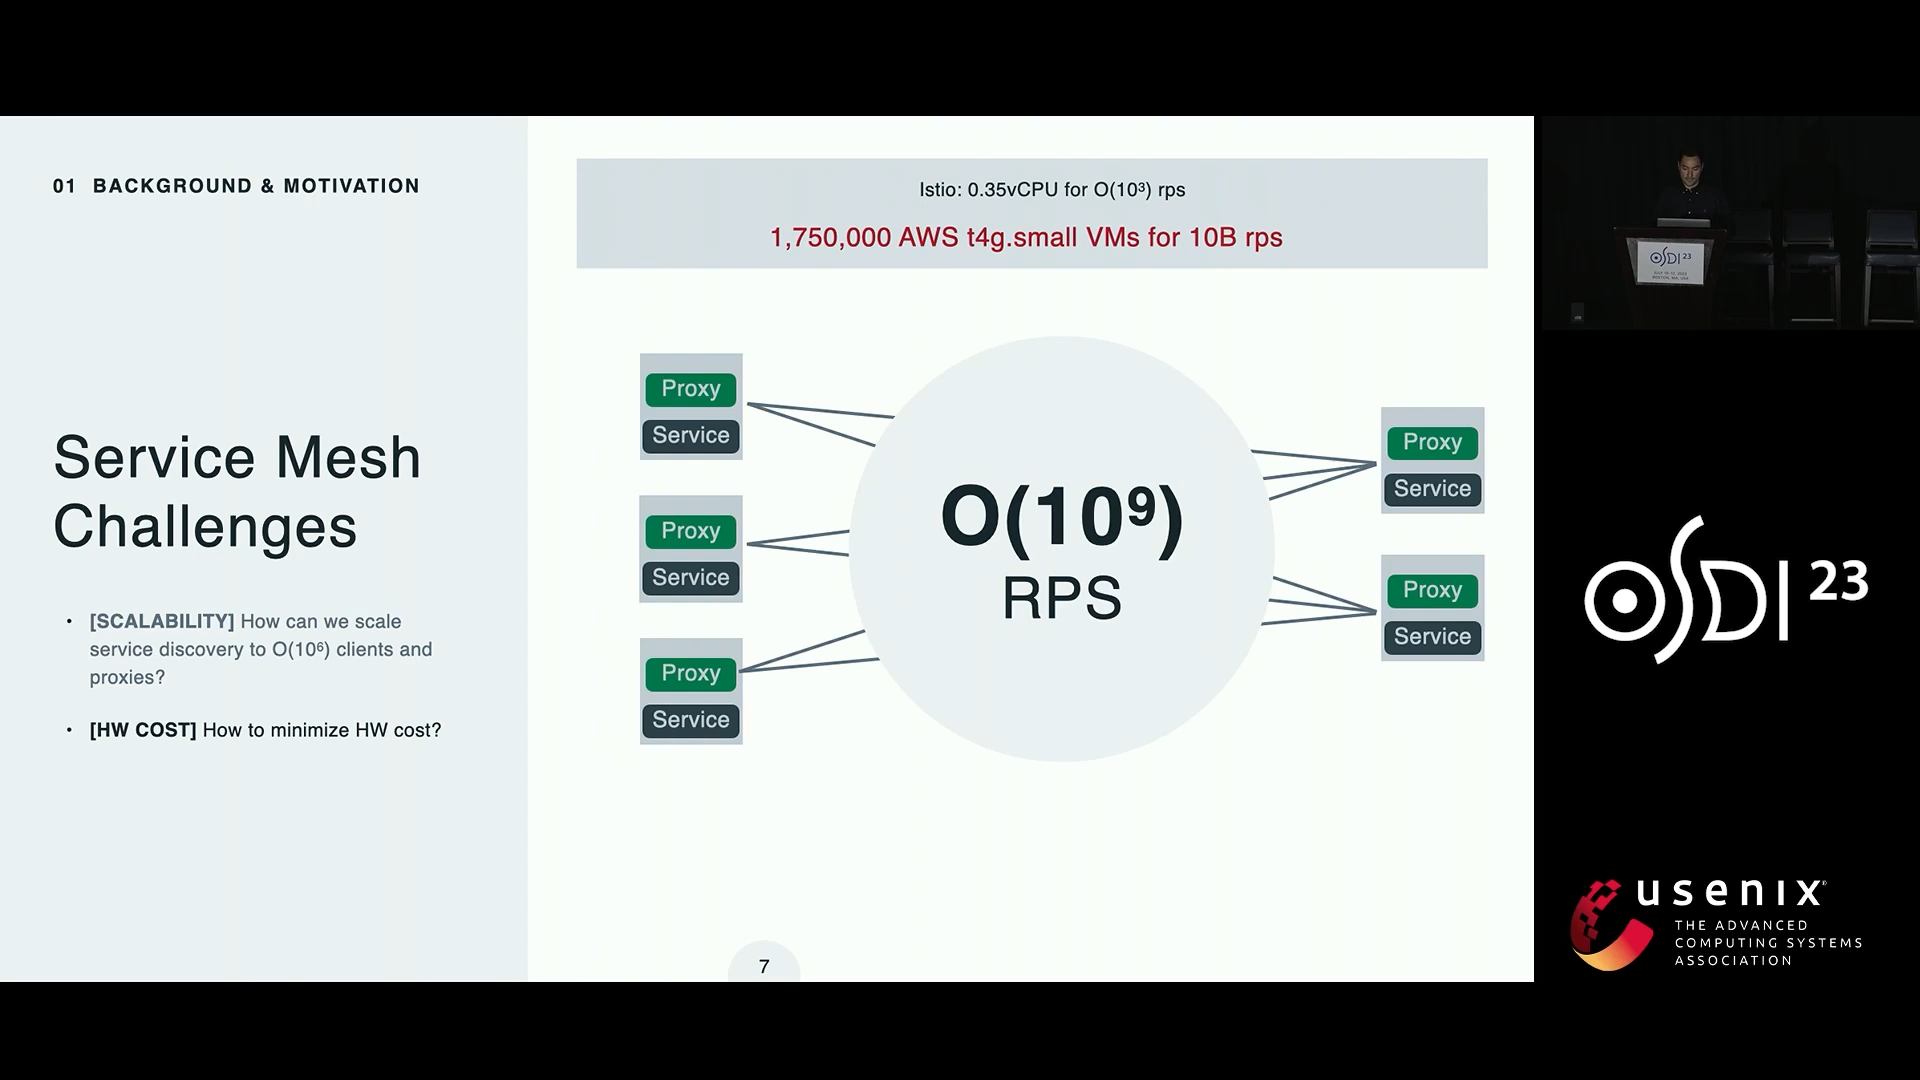 01 BACKGROUND & MOTIVATION
Service Mesh
Challenges
• [SCALABILITY] How can we scale
service discovery to O(10⁶) clients and
proxies?
• [HW COST] How to minimize HW cost?
Istio: 0.35vCPU for O(10³) rps
1,750,000 AWS t4g.small VMs for 10B rps
Proxy
Service
Proxy
Service
Proxy
Service
O(10⁹)
RPS
Proxy
Service
Proxy
Service
7
OSDI 23
OSDI 23
usenix
THE ADVANCED
COMPUTING SYSTEMS
ASSOCIATION